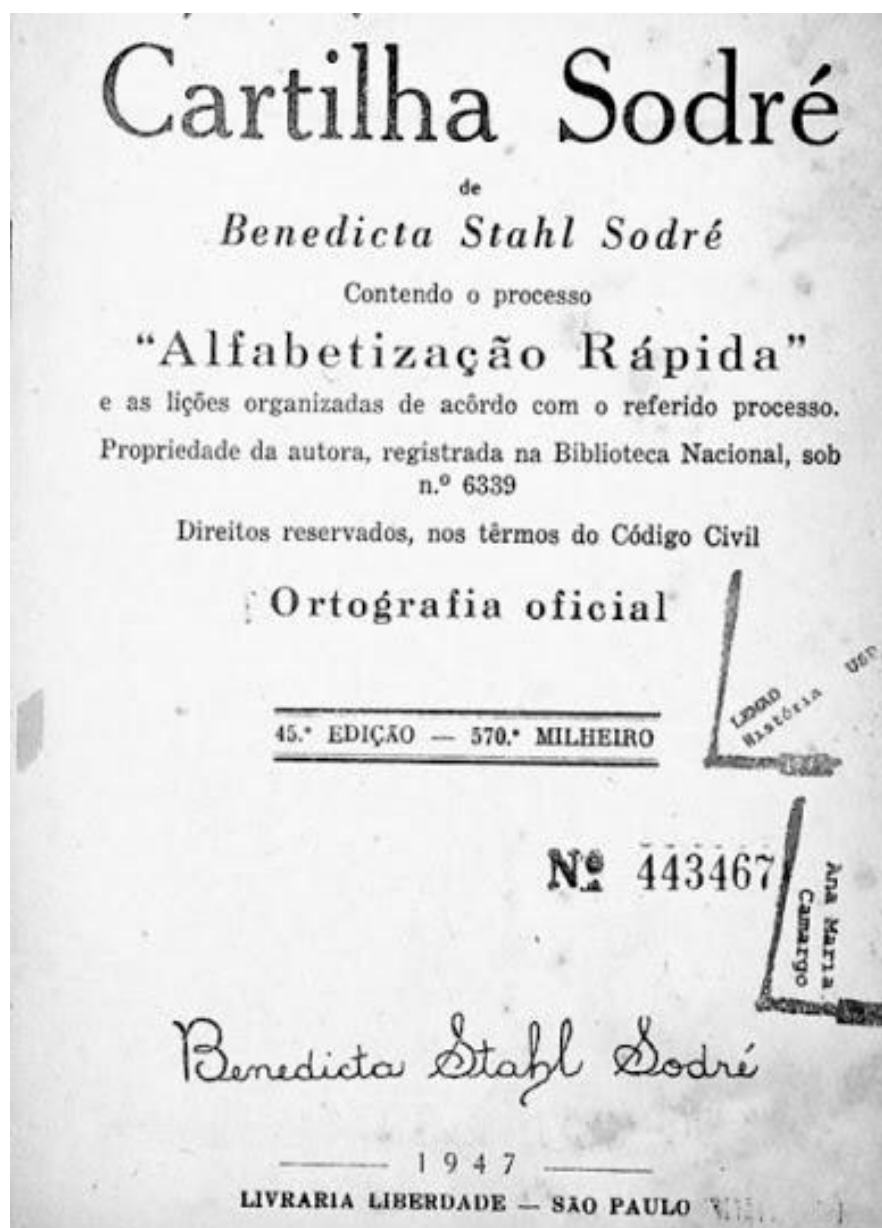 Cartilha Sodré
de
Benedicta Stahl Sodré
Contendo o processo
“Alfabetização Rápida”
e as lições organizadas de acôrdo com o referido processo.
Propriedade da autora, registrada na Biblioteca Nacional, sob
n.º 6339
Direitos reservados, nos têrmos do Código Civil
Ortografia oficial
LEMAD USP
História
45.ª EDIÇÃO — 570.º MILHEIRO
Nº 443467
Ana Maria
Camargo
Benedicta Stahl Sodré
1947
LIVRARIA LIBERDADE — SÃO PAULO